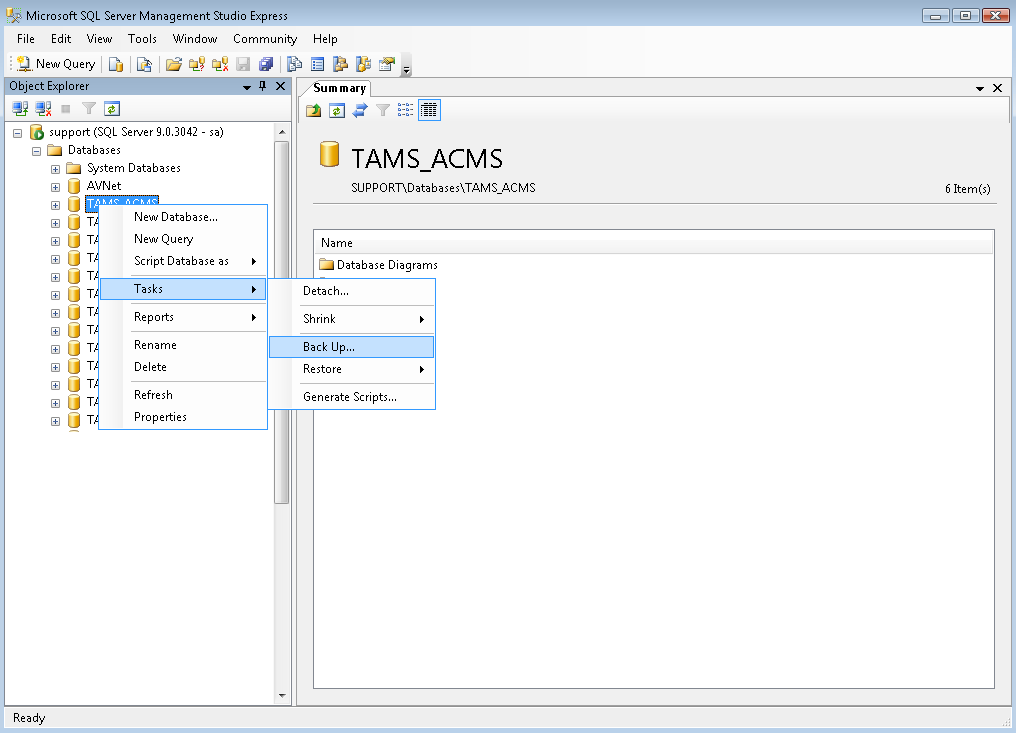 Microsoft SQL Server Management Studio Express
File Edit View Tools Window Community Help
New Query
Object Explorer
Summary
support (SQL Server 9.0.3042 - sa)
Databases
System Databases
AVNet
TAMS_ACMS
TA
TA
TA
TA
TA
TA
TA
TA
TA
TA
TA
TA
New Database...
New Query
Script Database as
Tasks
Reports
Rename
Delete
Refresh
Properties
Detach...
Shrink
Back Up...
Restore
Generate Scripts...
TAMS_ACMS
SUPPORT\Databases\TAMS_ACMS
6 Item(s)
Name
Database Diagrams
Ready